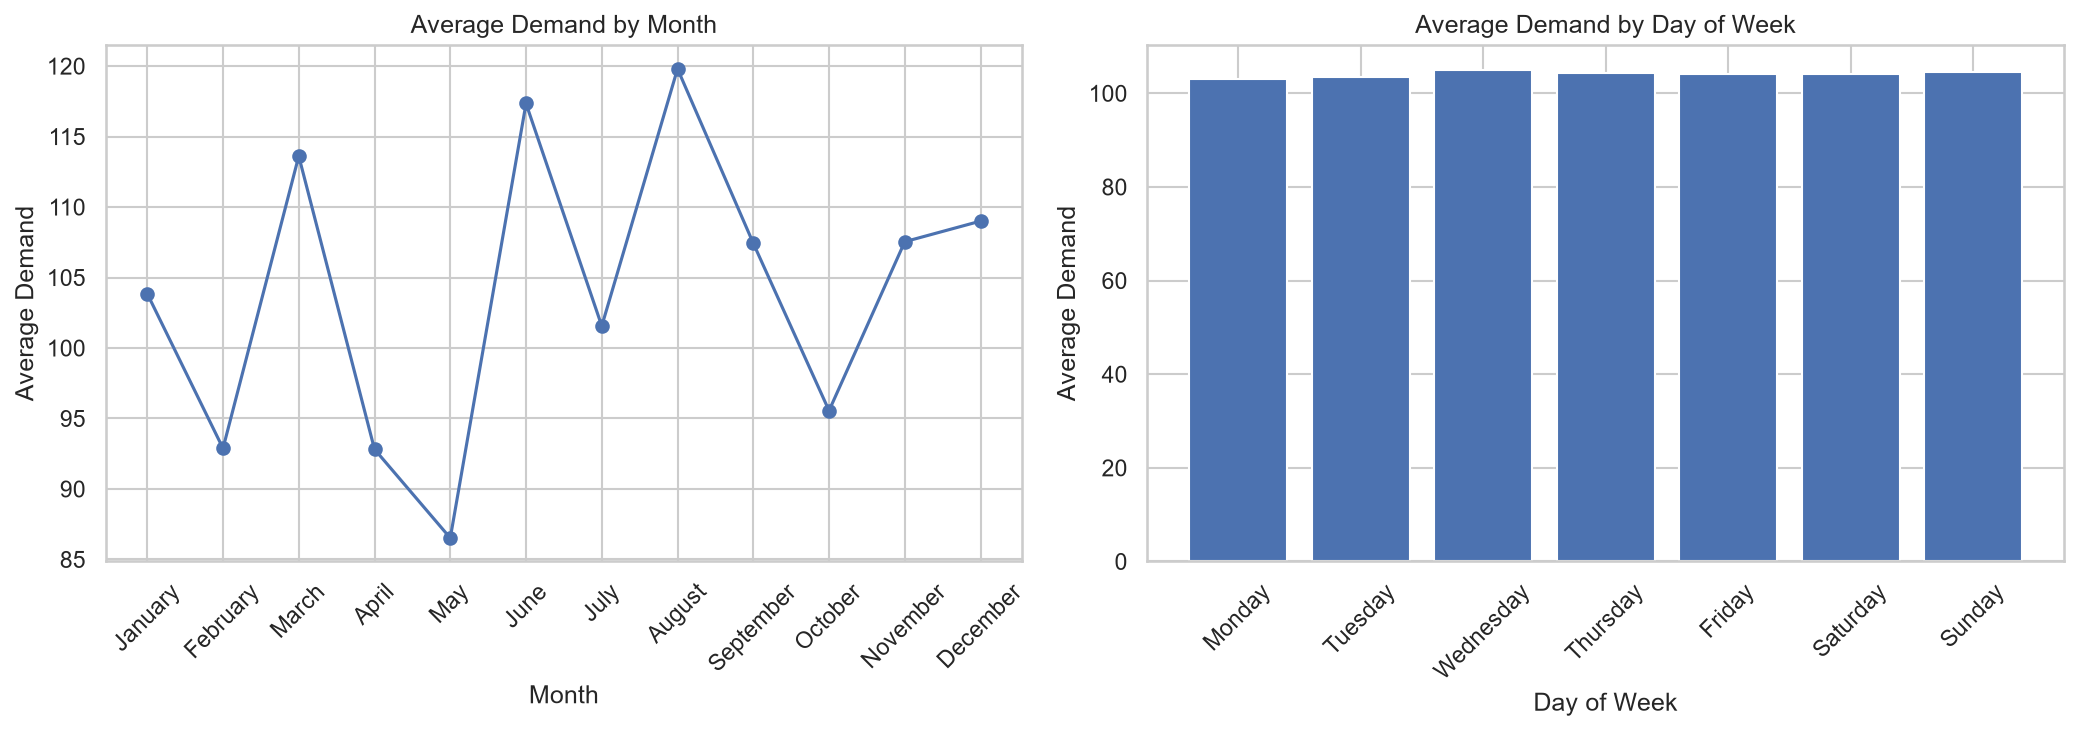 Average Demand by Month
Average Demand
120
115
110
105
100
95
90
85
January
February
March
April
May
June
July
August
September
October
November
December
Month
Average Demand by Day of Week
Average Demand
100
80
60
40
20
0
Monday
Tuesday
Wednesday
Thursday
Friday
Saturday
Sunday
Day of Week